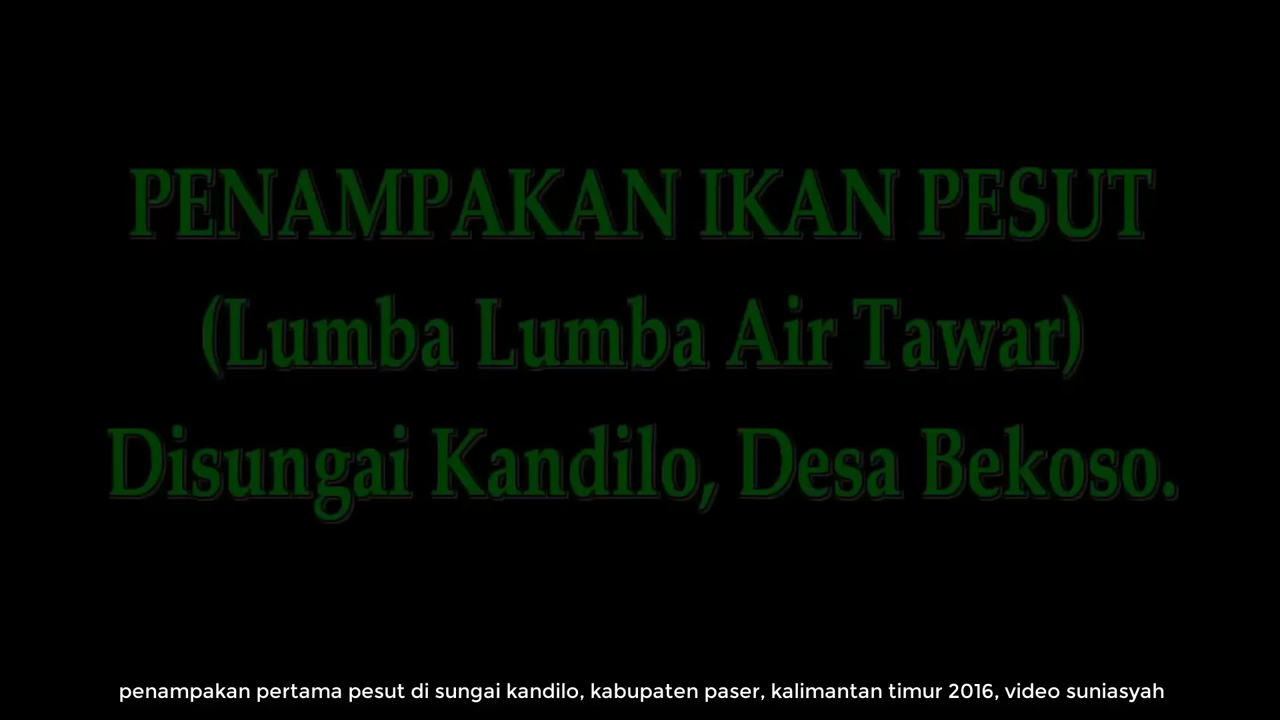 PENAMPAKAN IKAN PESUT
(Lumba Lumba Air Tawar)
Disungai Kandilo, Desa Bekoso.
penampakan pertama pesut di sungai kandilo, kabupaten paser, kalimantan timur 2016, video suniasyah